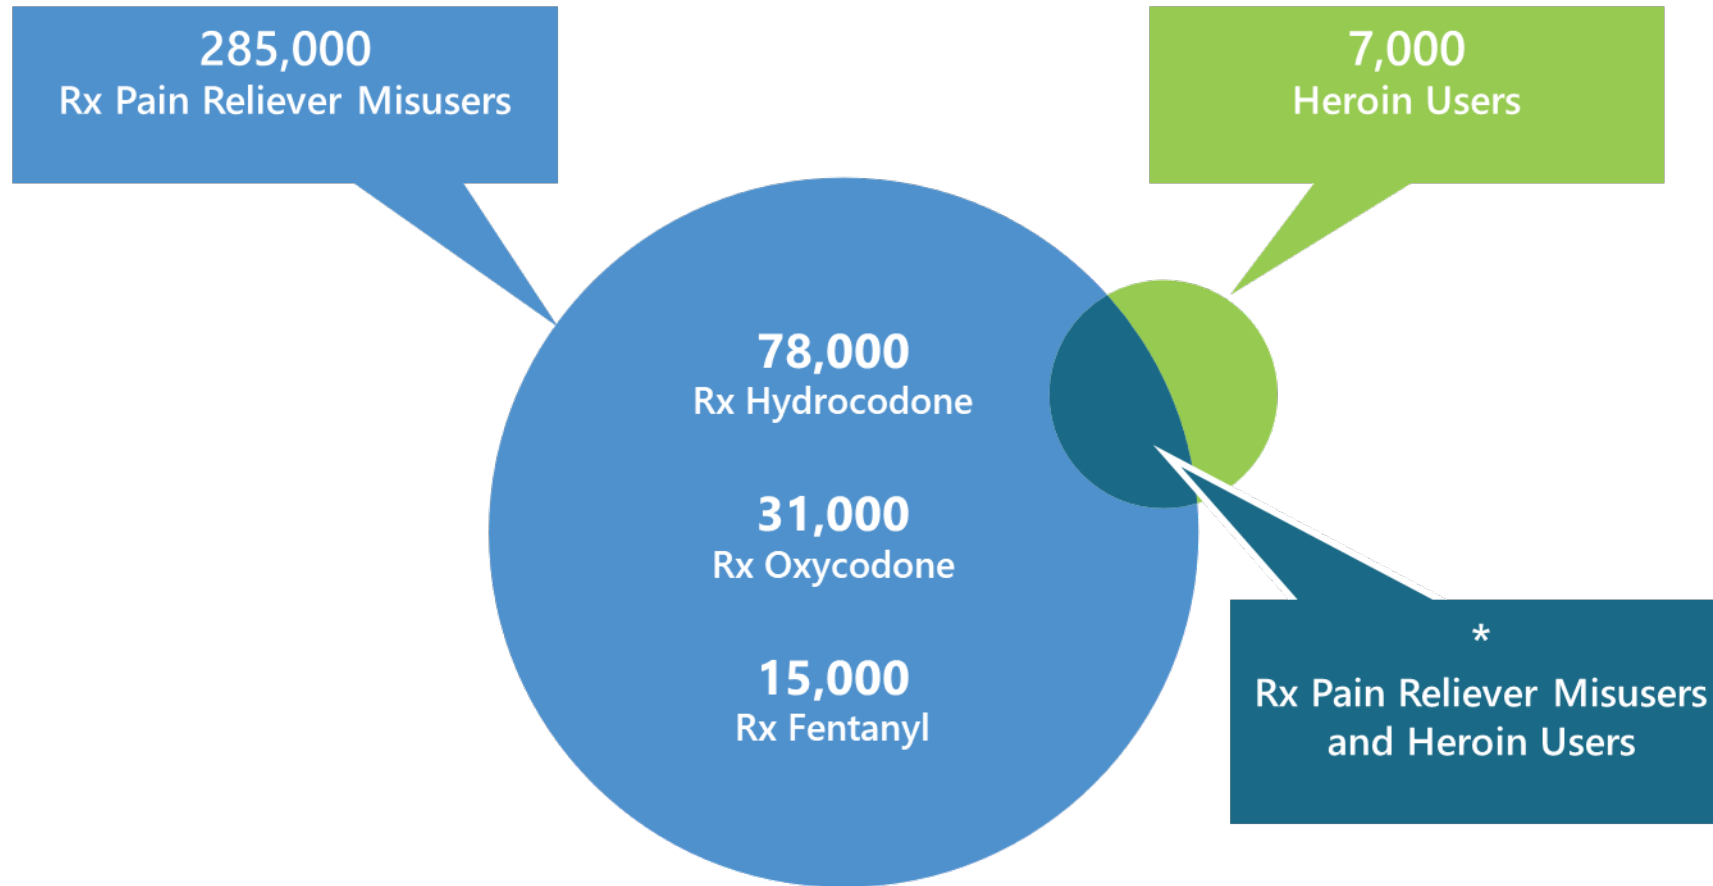 285,000
Rx Pain Reliever Misusers
7,000
Heroin Users
78,000
Rx Hydrocodone
31,000
Rx Oxycodone
15,000
Rx Fentanyl
*
Rx Pain Reliever Misusers
and Heroin Users